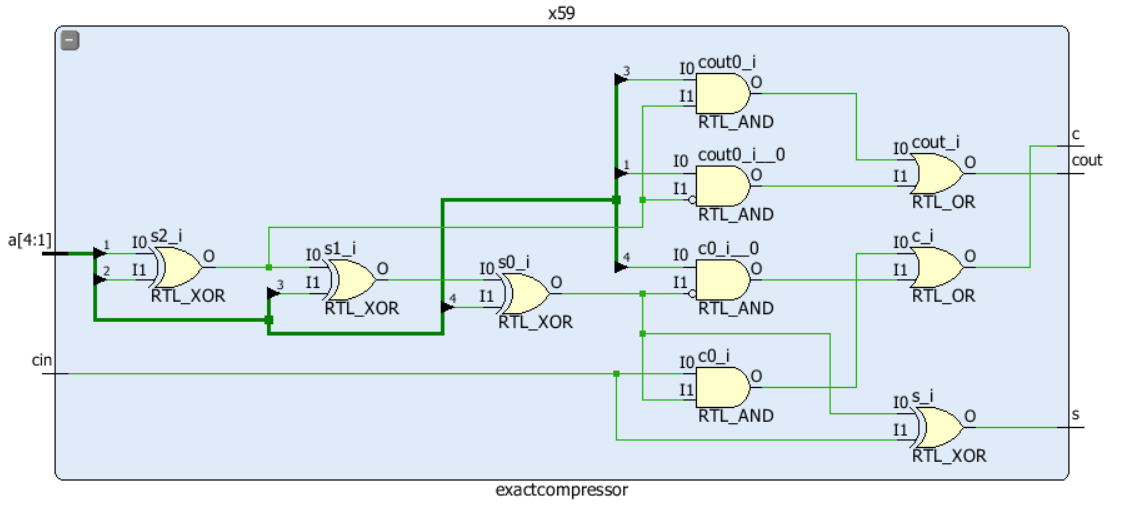 x59
cout0_i
3
I0
I1
O
RTL_AND
c
cout0_i__0
1
I0
I1
O
RTL_AND
cout_i
I0
I1
O
RTL_OR
cout
a[4:1]
1
2
s2_i
I0
I1
O
RTL_XOR
s1_i
3
I0
I1
O
RTL_XOR
s0_i
4
I0
I1
O
RTL_XOR
c0_i__0
4
I0
I1
O
RTL_AND
c_i
I0
I1
O
RTL_OR
cin
c0_i
I0
I1
O
RTL_AND
s_i
I0
I1
O
RTL_XOR
s
exactcompressor